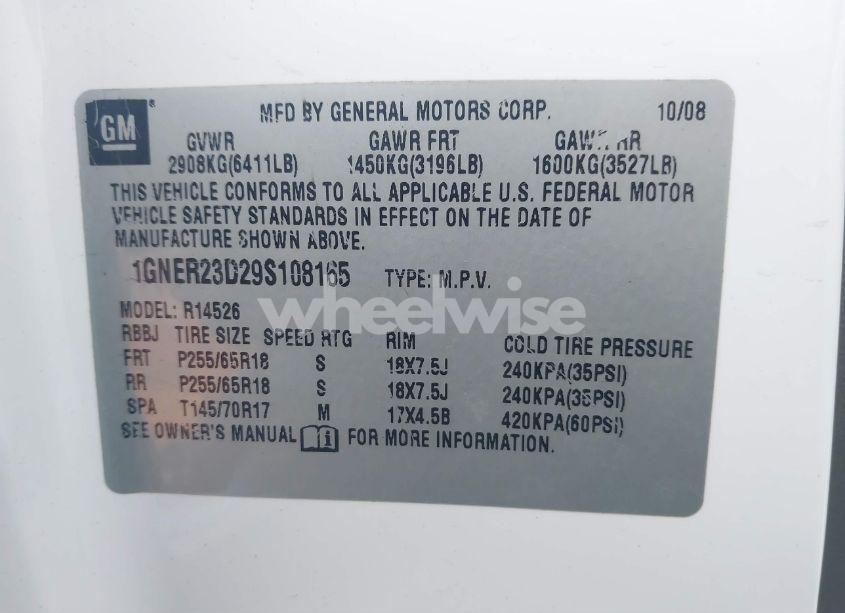 GM®
MFD BY GENERAL MOTORS CORP. 10/08
GVWR GAWR FRT GAWR RR
2908KG(6411LB) 1450KG(3196LB) 1600KG(3527LB)
THIS VEHICLE CONFORMS TO ALL APPLICABLE U.S. FEDERAL MOTOR
VEHICLE SAFETY STANDARDS IN EFFECT ON THE DATE OF
MANUFACTURE SHOWN ABOVE.
1GNER23D29S108165 TYPE: M.P.V.
wheelwise
MODEL: R14526
RBBJ TIRE SIZE SPEED RTG RIM COLD TIRE PRESSURE
FRT P255/65R18 S 18X7.5J 240KPA(35PSI)
RR P255/65R18 S 18X7.5J 240KPA(35PSI)
SPA T145/70R17 M 17X4.5B 420KPA(60PSI)
SEE OWNER'S MANUAL i FOR MORE INFORMATION.